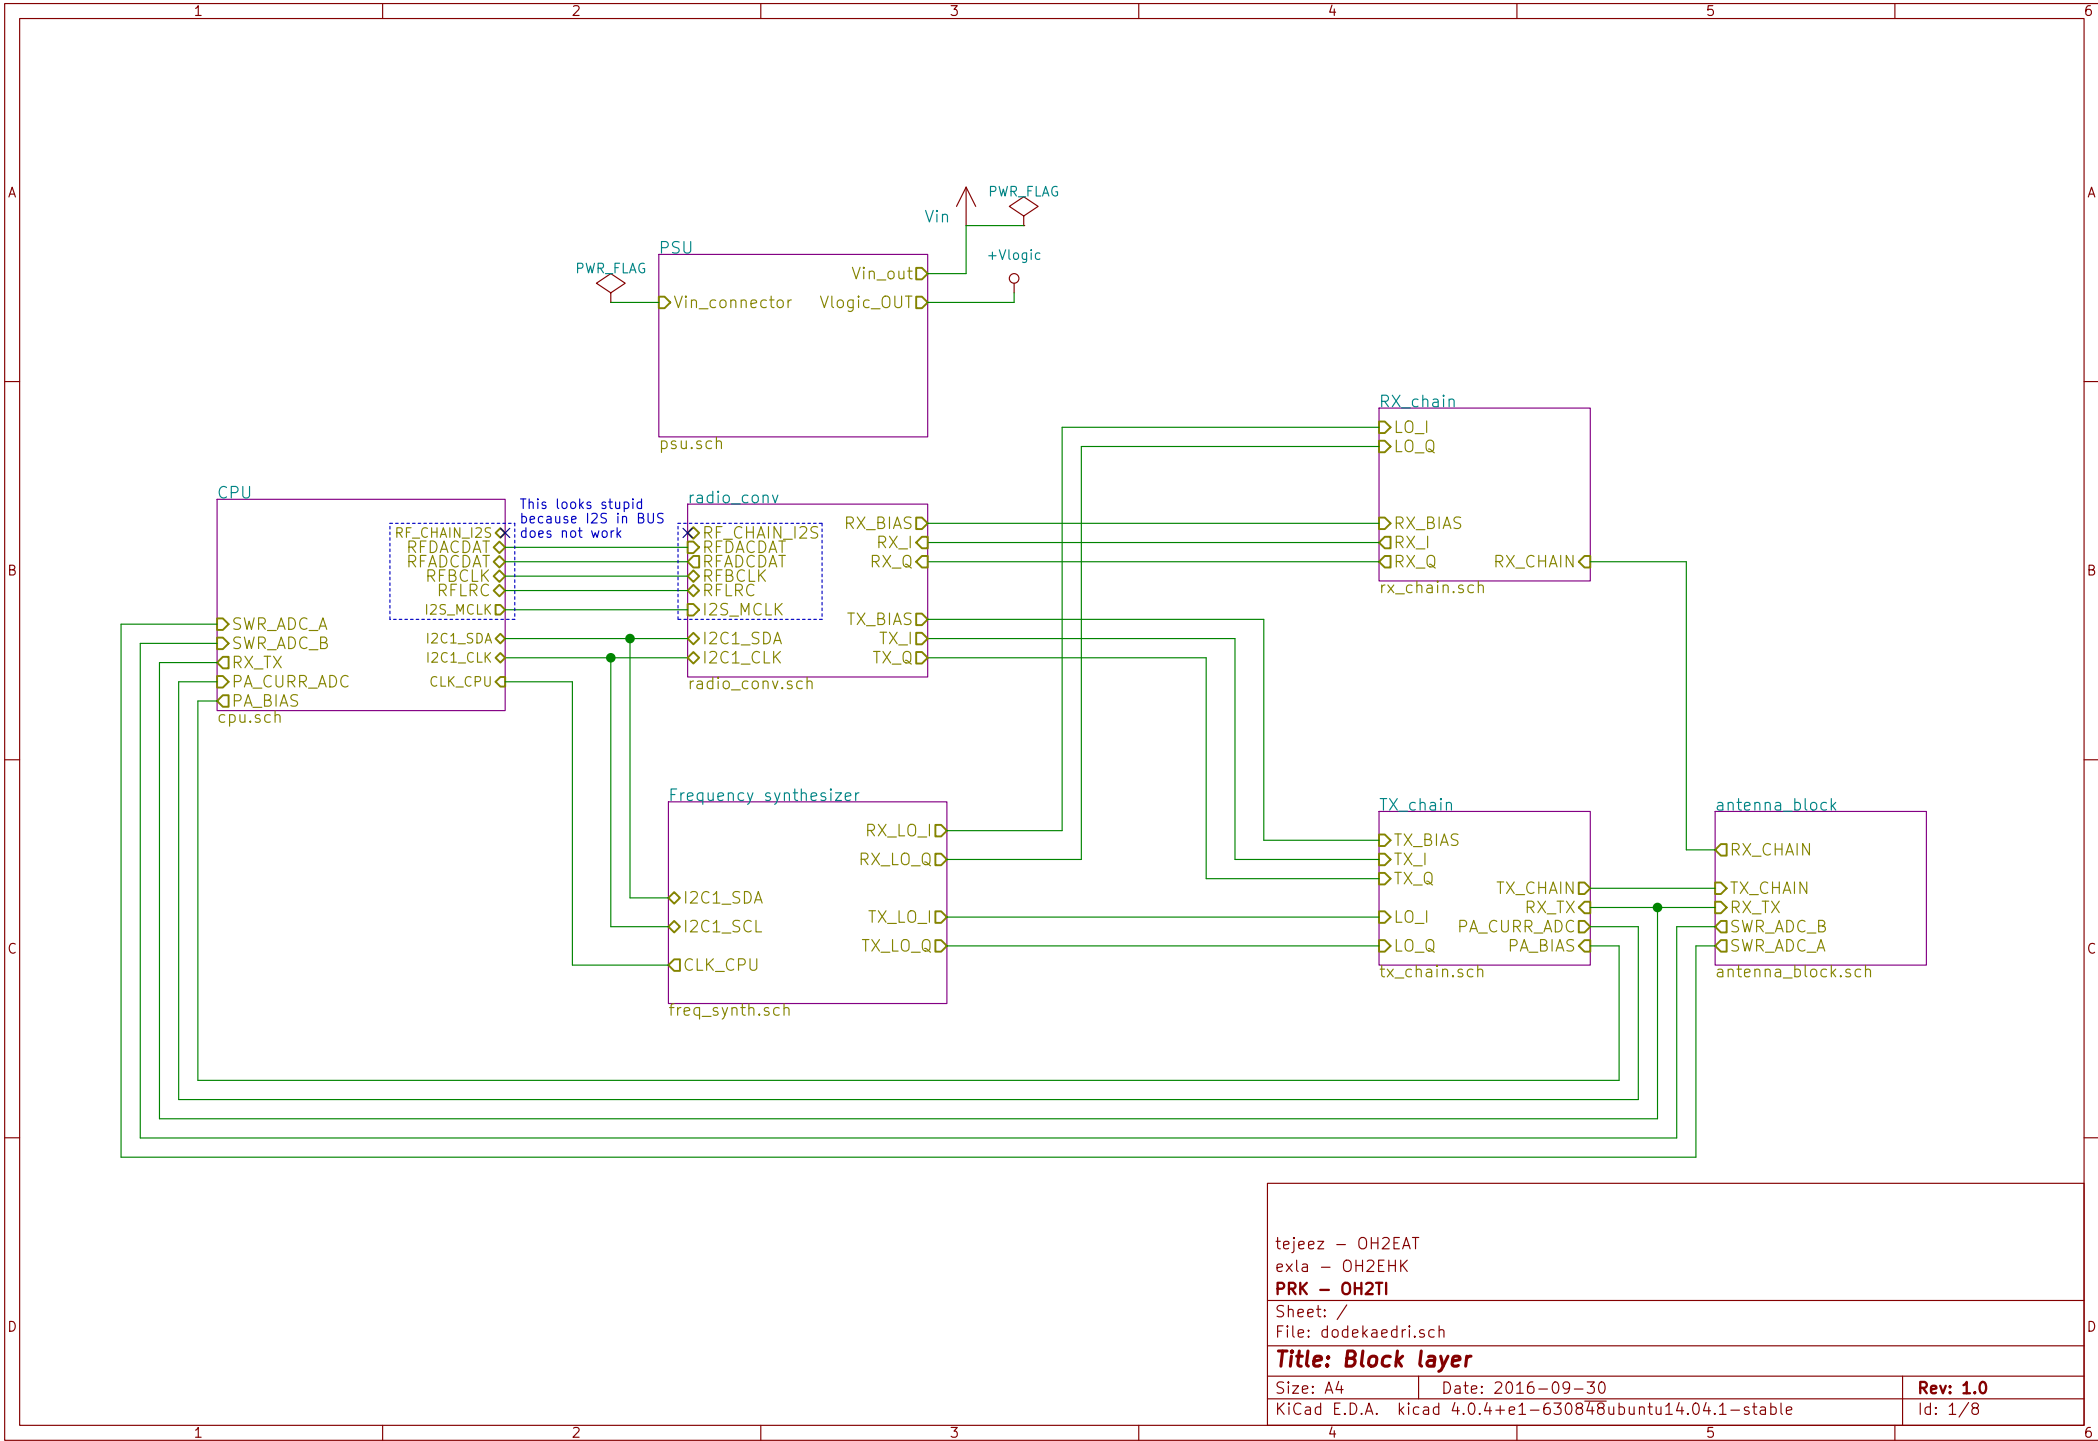 1 2 3 4 5 6
A A
PWR_FLAG
Vin
PSU
+Vlogic
PWR_FLAG
Vin_out
Vin_connector
Vlogic_OUT
psu.sch
RX_chain
LO_I
LO_Q
RX_BIAS
RX_I
RX_Q
RX_CHAIN
rx_chain.sch
CPU
This looks stupid
because I2S in BUS
does not work
RF_CHAIN_I2S
RFDACDAT
RFADCDAT
RFBCLK
RFLRC
I2S_MCLK
I2C1_SDA
I2C1_CLK
CLK_CPU
SWR_ADC_A
SWR_ADC_B
RX_TX
PA_CURR_ADC
PA_BIAS
cpu.sch
radio_conv
RF_CHAIN_I2S
RFDACDAT
RFADCDAT
RFBCLK
RFLRC
I2S_MCLK
I2C1_SDA
I2C1_CLK
RX_BIAS
RX_I
RX_Q
TX_BIAS
TX_I
TX_Q
radio_conv.sch
B B
Frequency synthesizer
RX_LO_I
RX_LO_Q
I2C1_SDA
I2C1_SCL
CLK_CPU
TX_LO_I
TX_LO_Q
freq_synth.sch
TX_chain
TX_BIAS
TX_I
TX_Q
LO_I
LO_Q
TX_CHAIN
RX_TX
PA_CURR_ADC
PA_BIAS
tx_chain.sch
antenna_block
RX_CHAIN
TX_CHAIN
RX_TX
SWR_ADC_B
SWR_ADC_A
antenna_block.sch
C C
tejeez - OH2EAT
exla - OH2EHK
PRK - OH2TI
Sheet: /
File: dodekaedri.sch
Title: Block layer
Size: A4 Date: 2016-09-30 Rev: 1.0
KiCad E.D.A. kicad 4.0.4+e1-6308~48~ubuntu14.04.1-stable Id: 1/8
D D
1 2 3 4 5 6